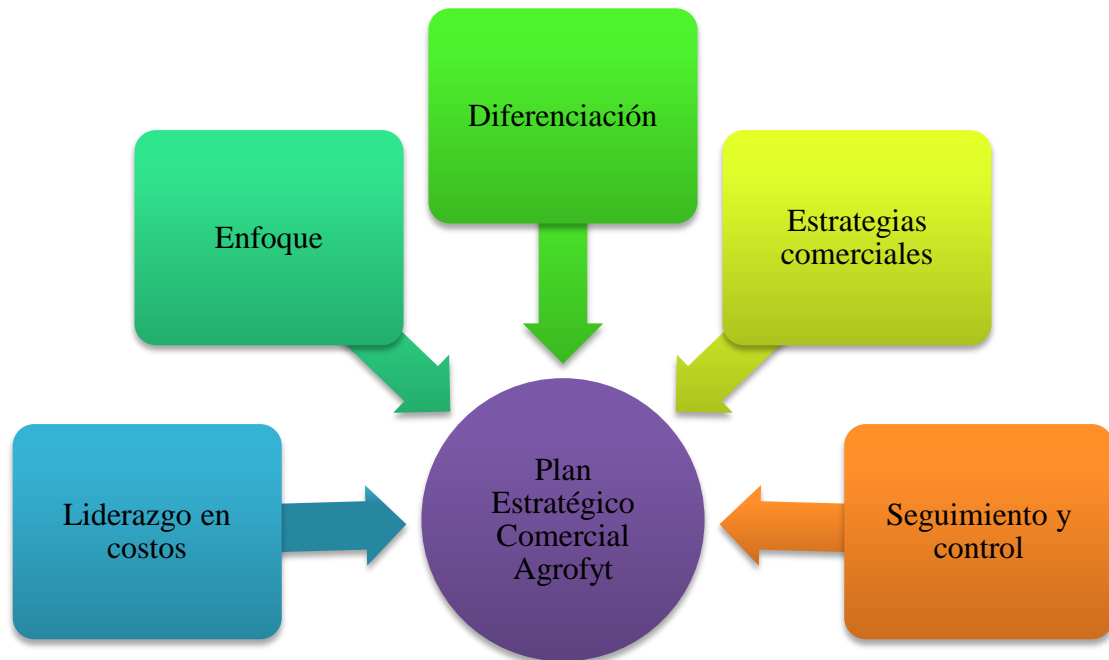 Diferenciación
Enfoque
Estrategias
comerciales
Liderazgo en
costos
Plan
Estratégico
Comercial
Agrofyt
Seguimiento y
control